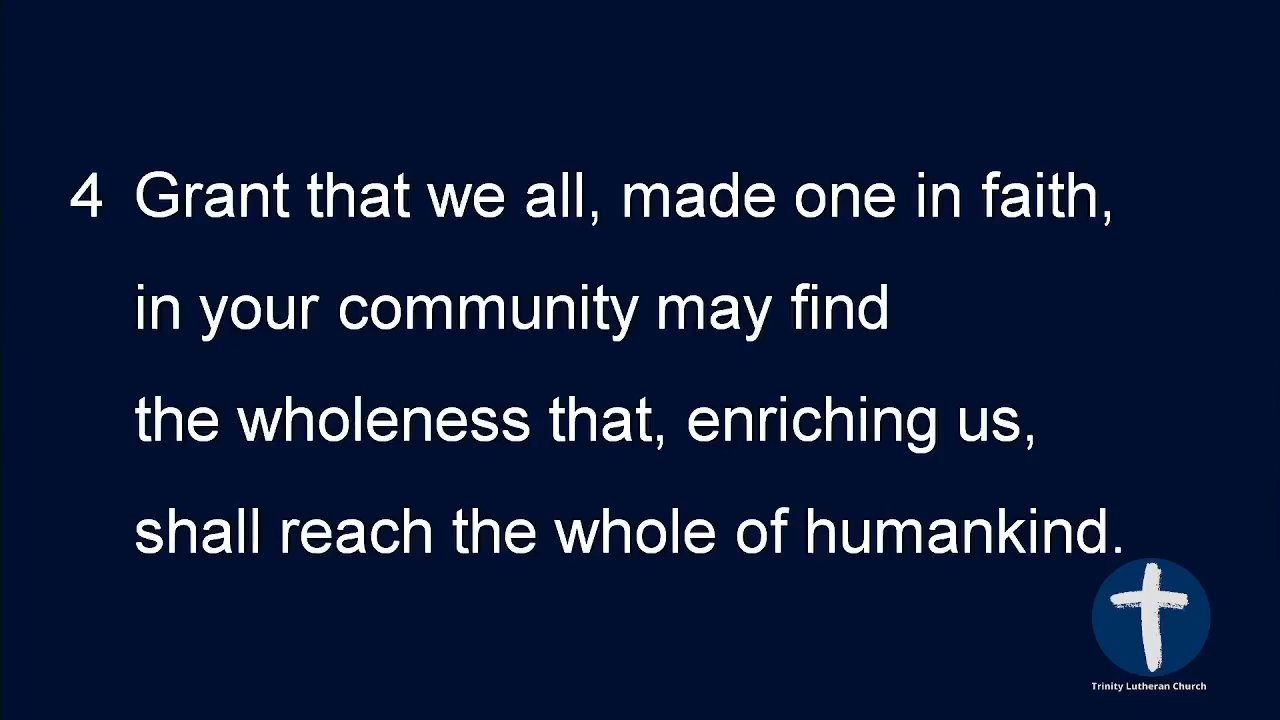 4 Grant that we all, made one in faith,
in your community may find
the wholeness that, enriching us,
shall reach the whole of humankind.
Trinity Lutheran Church